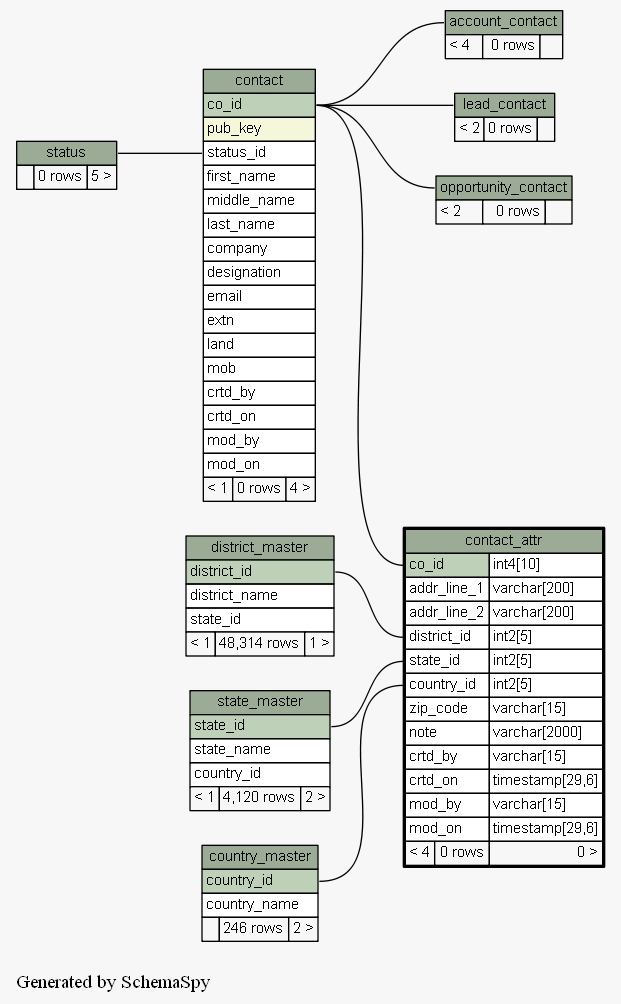 account_contact
< 4 0 rows
contact
co_id
pub_key
status_id
first_name
middle_name
last_name
company
designation
email
extn
land
mob
crtd_by
crtd_on
mod_by
mod_on
< 1 0 rows 4 >
lead_contact
< 2 0 rows
status
0 rows 5 >
opportunity_contact
< 2 0 rows
contact_attr
co_id int4[10]
addr_line_1 varchar[200]
addr_line_2 varchar[200]
district_id int2[5]
state_id int2[5]
country_id int2[5]
zip_code varchar[15]
note varchar[2000]
crtd_by varchar[15]
crtd_on timestamp[29,6]
mod_by varchar[15]
mod_on timestamp[29,6]
< 4 0 rows 0 >
district_master
district_id
district_name
state_id
< 1 48,314 rows 1 >
state_master
state_id
state_name
country_id
< 1 4,120 rows 2 >
country_master
country_id
country_name
246 rows 2 >
Generated by SchemaSpy